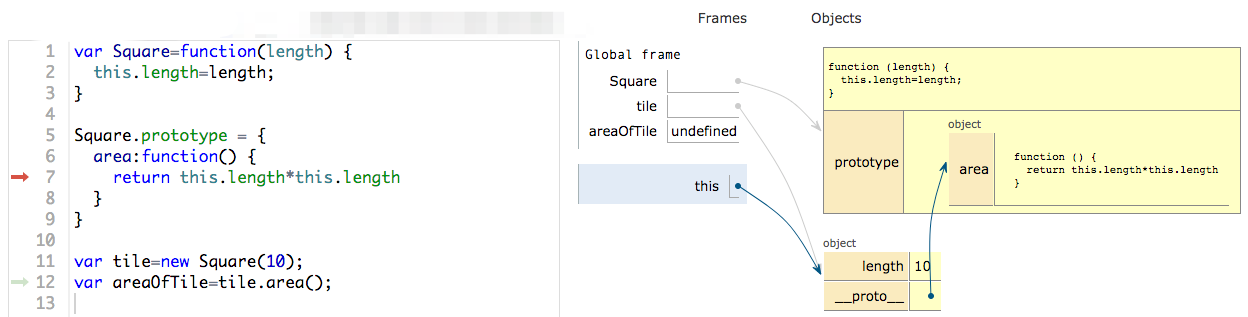 Frames Objects
1 var Square=function(length) {
2   this.length=length;
3 }
4
5 Square.prototype = {
6   area:function() {
7     return this.length*this.length
8   }
9 }
10
11 var tile=new Square(10);
12 var areaOfTile=tile.area();
13
Global frame
Square
tile
areaOfTile undefined
this
function (length) {
  this.length=length;
}
prototype
object
area
function () {
  return this.length*this.length
}
object
length 10
__proto__